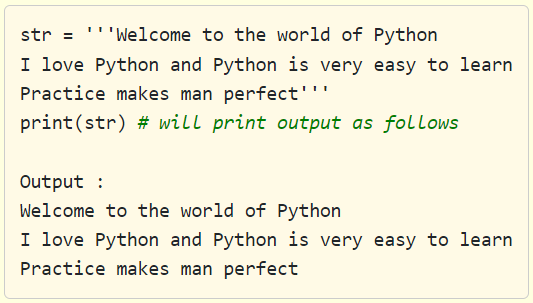 str = '''Welcome to the world of Python
I love Python and Python is very easy to learn
Practice makes man perfect'''
print(str) # will print output as follows
Output :
Welcome to the world of Python
I love Python and Python is very easy to learn
Practice makes man perfect